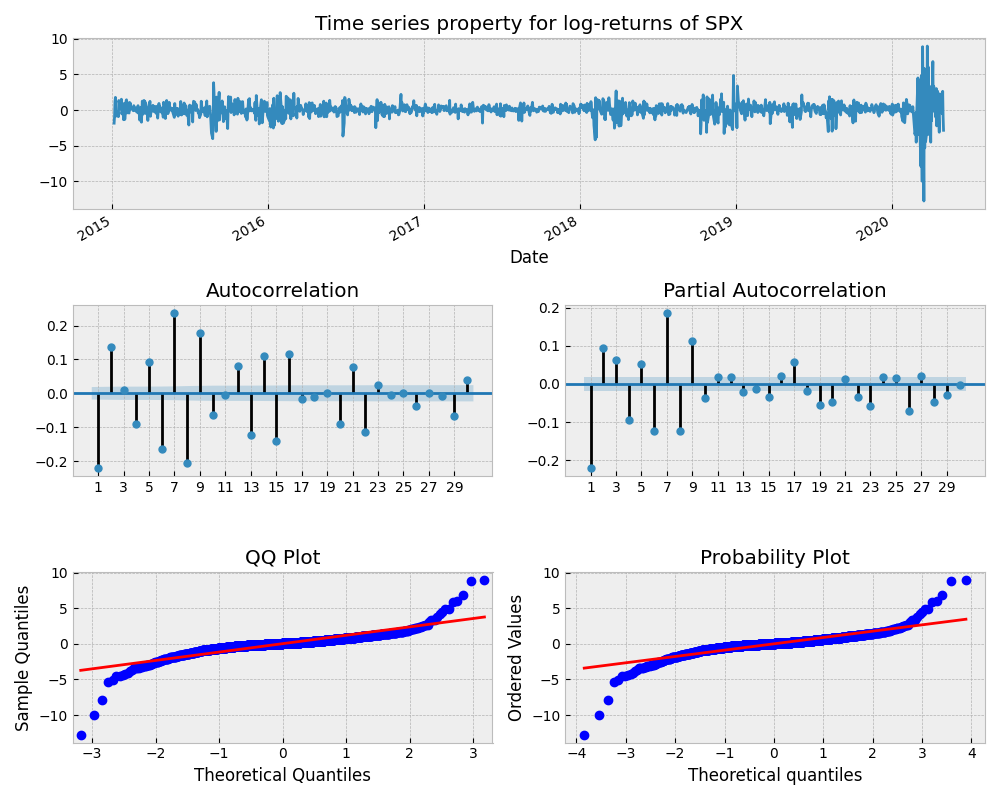 Time series property for log-returns of SPX
10
5
0
−5
−10
2015 2016 2017 2018 2019 2020
Date
Autocorrelation
0.2
0.1
0.0
−0.1
−0.2
1 3 5 7 9 11 13 15 17 19 21 23 25 27 29
Partial Autocorrelation
0.2
0.1
0.0
−0.1
−0.2
1 3 5 7 9 11 13 15 17 19 21 23 25 27 29
QQ Plot
Sample Quantiles
10
5
0
−5
−10
−3 −2 −1 0 1 2 3
Theoretical Quantiles
Probability Plot
Ordered Values
10
5
0
−5
−10
−4 −3 −2 −1 0 1 2 3 4
Theoretical quantiles